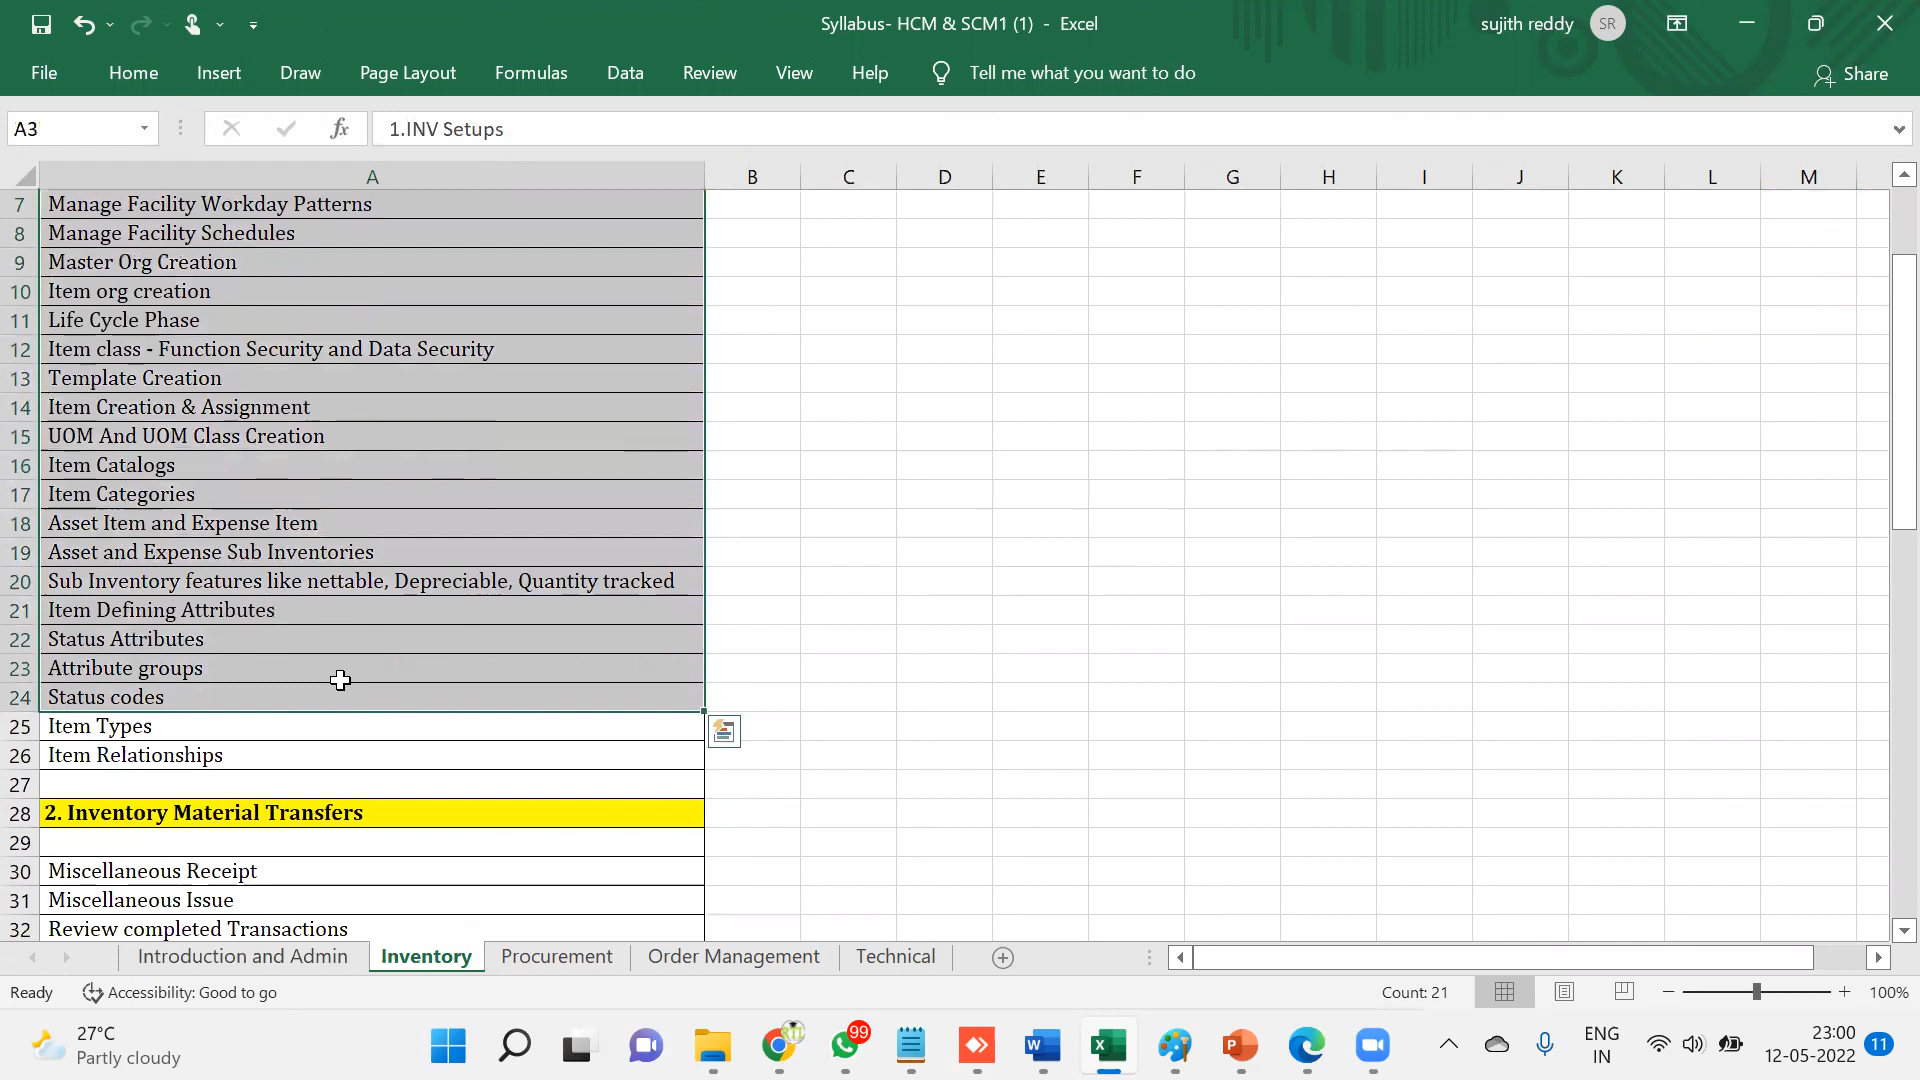 Syllabus- HCM & SCM1 (1) - Excel
sujith reddy SR
File Home Insert Draw Page Layout Formulas Data Review View Help Tell me what you want to do Share
A3 fx 1.INV Setups
A B C D E F G H I J K L M
7 Manage Facility Workday Patterns
8 Manage Facility Schedules
9 Master Org Creation
10 Item org creation
11 Life Cycle Phase
12 Item class - Function Security and Data Security
13 Template Creation
14 Item Creation & Assignment
15 UOM And UOM Class Creation
16 Item Catalogs
17 Item Categories
18 Asset Item and Expense Item
19 Asset and Expense Sub Inventories
20 Sub Inventory features like nettable, Depreciable, Quantity tracked
21 Item Defining Attributes
22 Status Attributes
23 Attribute groups
24 Status codes
25 Item Types
26 Item Relationships
27
28 2. Inventory Material Transfers
29
30 Miscellaneous Receipt
31 Miscellaneous Issue
32 Review completed Transactions
Introduction and Admin Inventory Procurement Order Management Technical
Ready Accessibility: Good to go Count: 21 100%
27°C
Partly cloudy
99
W X P
ENG
IN
23:00
12-05-2022
11